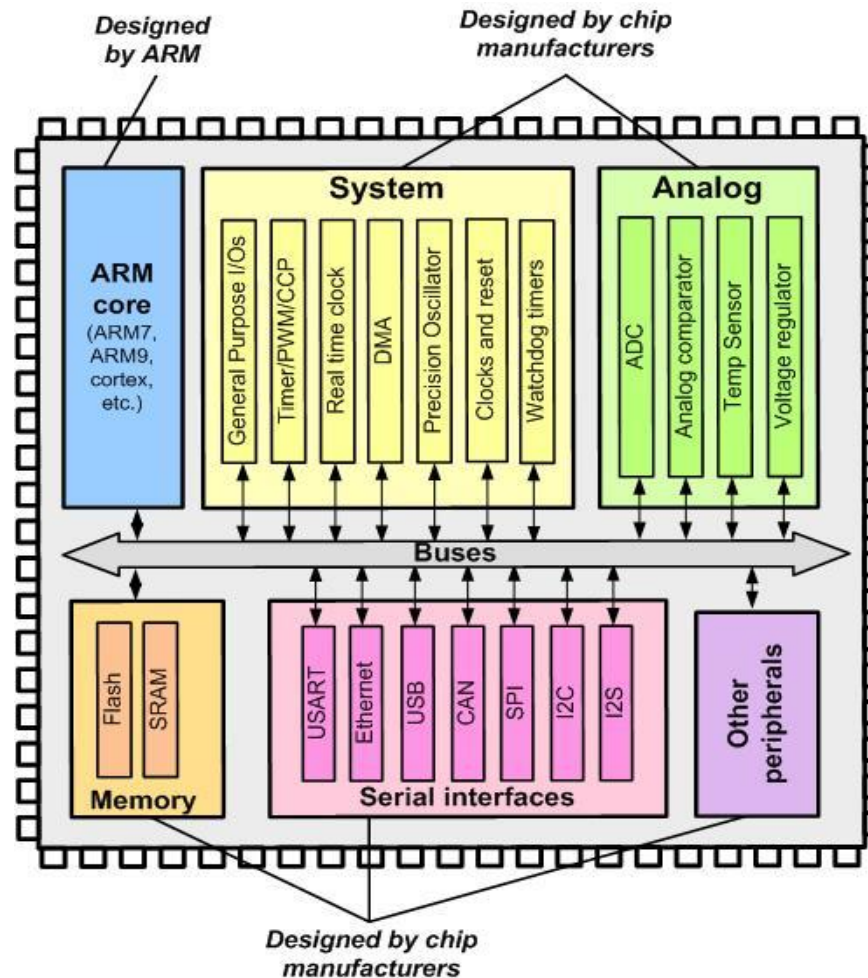 Designed
by ARM
Designed by chip
manufacturers
ARM
core
(ARM7,
ARM9,
cortex,
etc.)
System
General Purpose I/Os
Timer/PWM/CCP
Real time clock
DMA
Precision Oscillator
Clocks and reset
Watchdog timers
Analog
ADC
Analog comparator
Temp Sensor
Voltage regulator
Buses
Flash
SRAM
Memory
USART
Ethernet
USB
CAN
SPI
I2C
I2S
Serial interfaces
Other
peripherals
Designed by chip
manufacturers